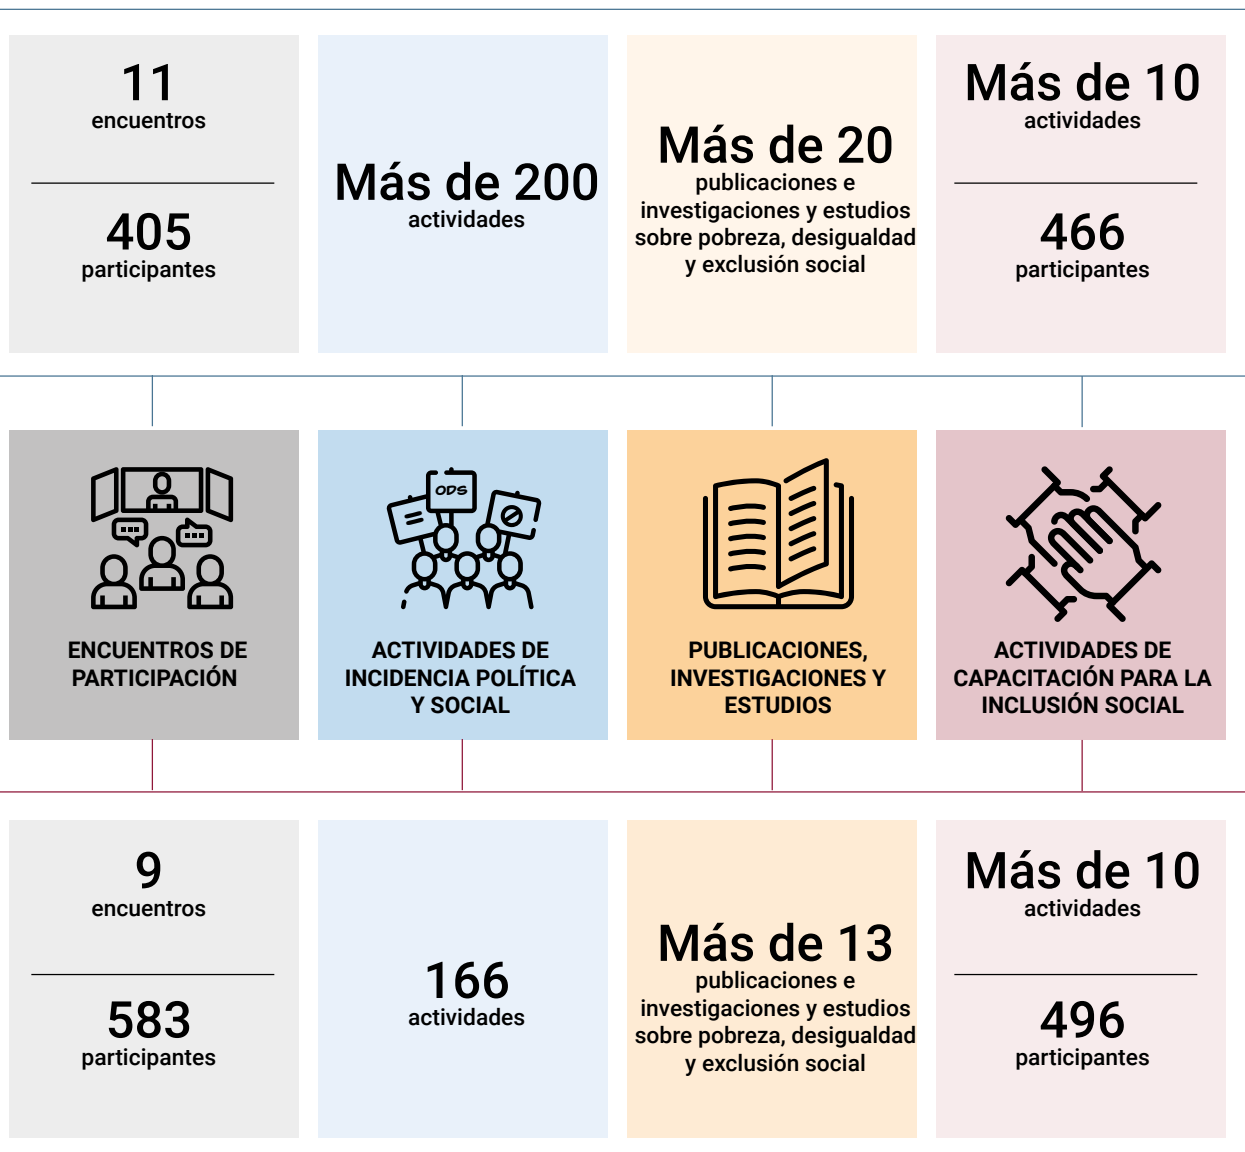 11
encuentros
405
participantes
Más de 200
actividades
Más de 20
publicaciones e
investigaciones y estudios
sobre pobreza, desigualdad
y exclusión social
Más de 10
actividades
466
participantes
ODS
ENCUENTROS DE
PARTICIPACIÓN
ACTIVIDADES DE
INCIDENCIA POLÍTICA
Y SOCIAL
PUBLICACIONES,
INVESTIGACIONES Y
ESTUDIOS
ACTIVIDADES DE
CAPACITACIÓN PARA LA
INCLUSIÓN SOCIAL
9
encuentros
583
participantes
166
actividades
Más de 13
publicaciones e
investigaciones y estudios
sobre pobreza, desigualdad
y exclusión social
Más de 10
actividades
496
participantes